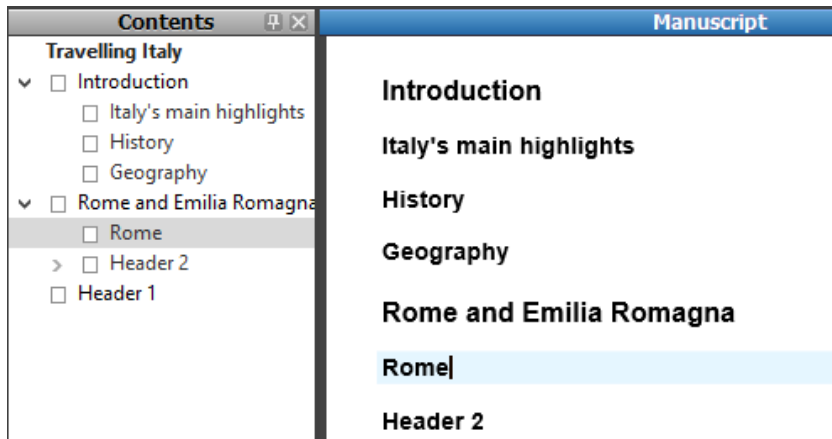 Contents
Travelling Italy
Introduction
Italy's main highlights
History
Geography
Rome and Emilia Romagna
Rome
Header 2
Header 1
Manuscript
Introduction
Italy's main highlights
History
Geography
Rome and Emilia Romagna
Rome
Header 2